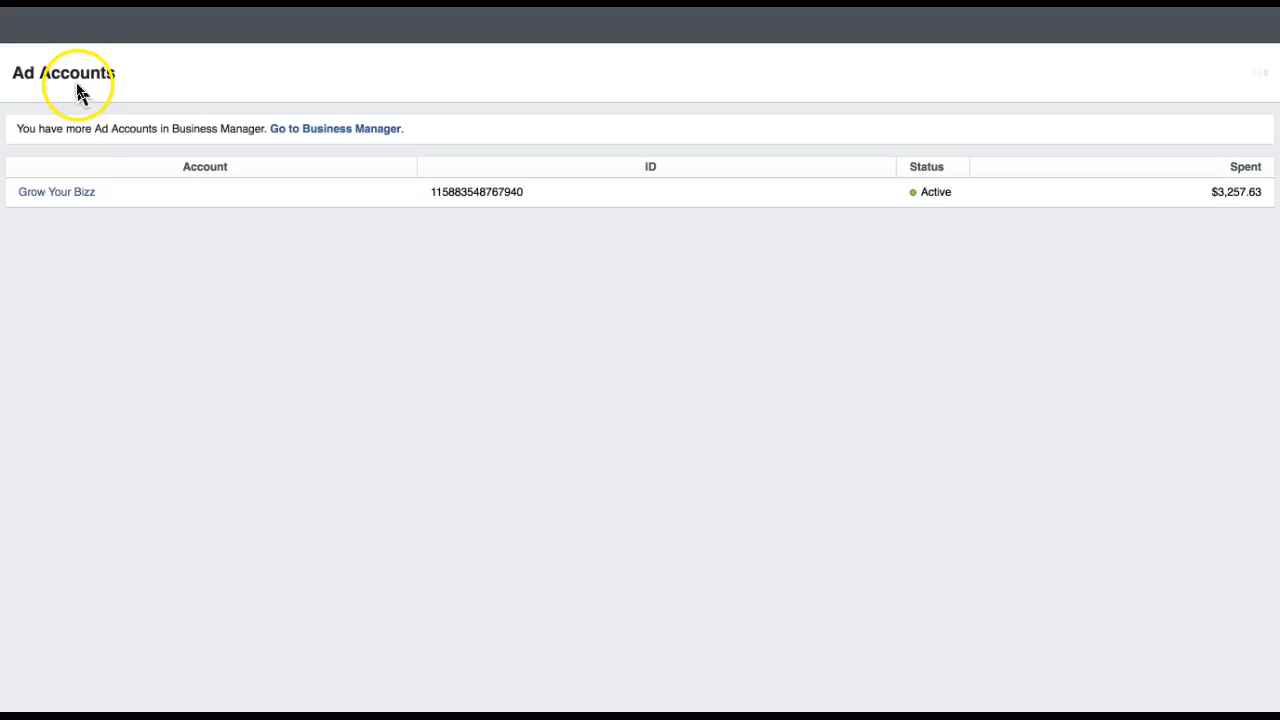 Ad Accounts
You have more Ad Accounts in Business Manager. Go to Business Manager.
Account ID Status Spent
Grow Your Bizz 115883548767940 Active $3,257.63